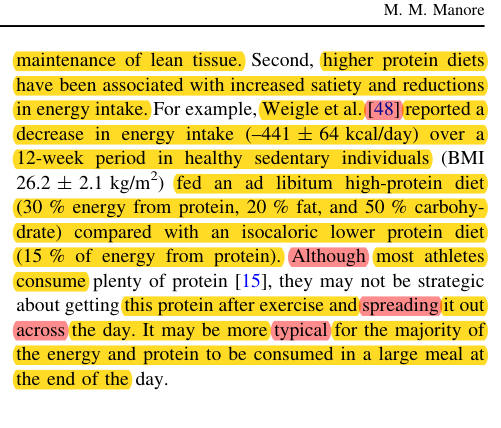 M. M. Manore
maintenance of lean tissue. Second, higher protein diets
have been associated with increased satiety and reductions
in energy intake. For example, Weigle et al. [48] reported a
decrease in energy intake (–441 ± 64 kcal/day) over a
12-week period in healthy sedentary individuals (BMI
26.2 ± 2.1 kg/m²) fed an ad libitum high-protein diet
(30 % energy from protein, 20 % fat, and 50 % carbohy-
drate) compared with an isocaloric lower protein diet
(15 % of energy from protein). Although most athletes
consume plenty of protein [15], they may not be strategic
about getting this protein after exercise and spreading it out
across the day. It may be more typical for the majority of
the energy and protein to be consumed in a large meal at
the end of the day.